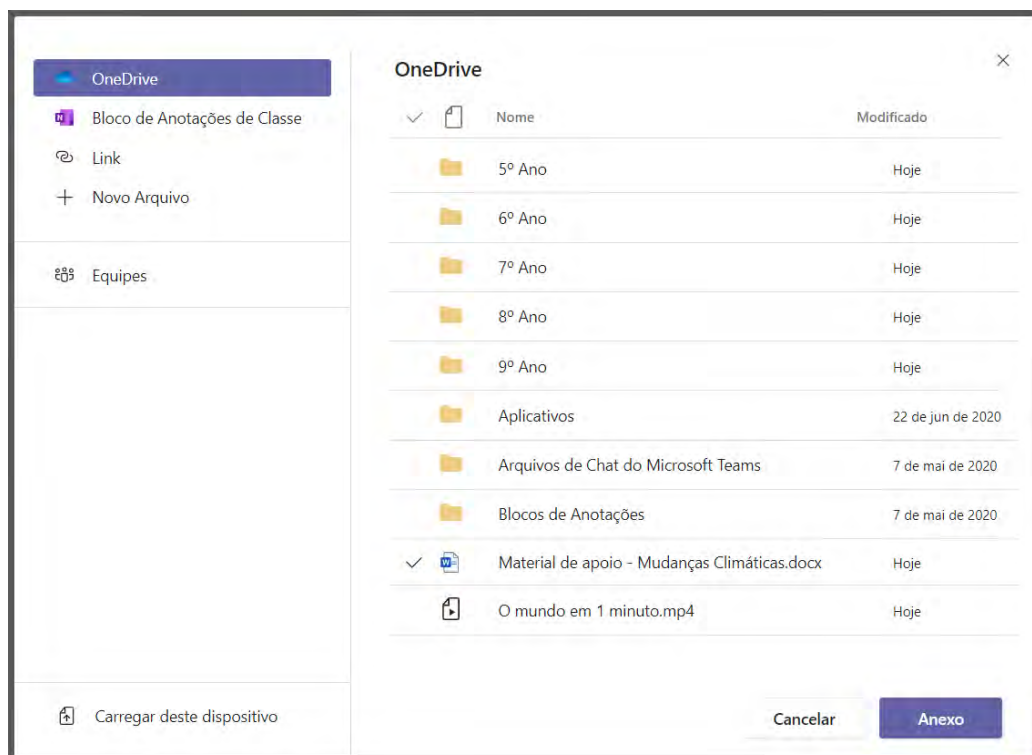 OneDrive
Bloco de Anotações de Classe
Link
Novo Arquivo
Equipes
Carregar deste dispositivo
OneDrive
Nome Modificado
5º Ano Hoje
6º Ano Hoje
7º Ano Hoje
8º Ano Hoje
9º Ano Hoje
Aplicativos 22 de jun de 2020
Arquivos de Chat do Microsoft Teams 7 de mai de 2020
Blocos de Anotações 7 de mai de 2020
Material de apoio - Mudanças Climáticas.docx Hoje
O mundo em 1 minuto.mp4 Hoje
Cancelar Anexo